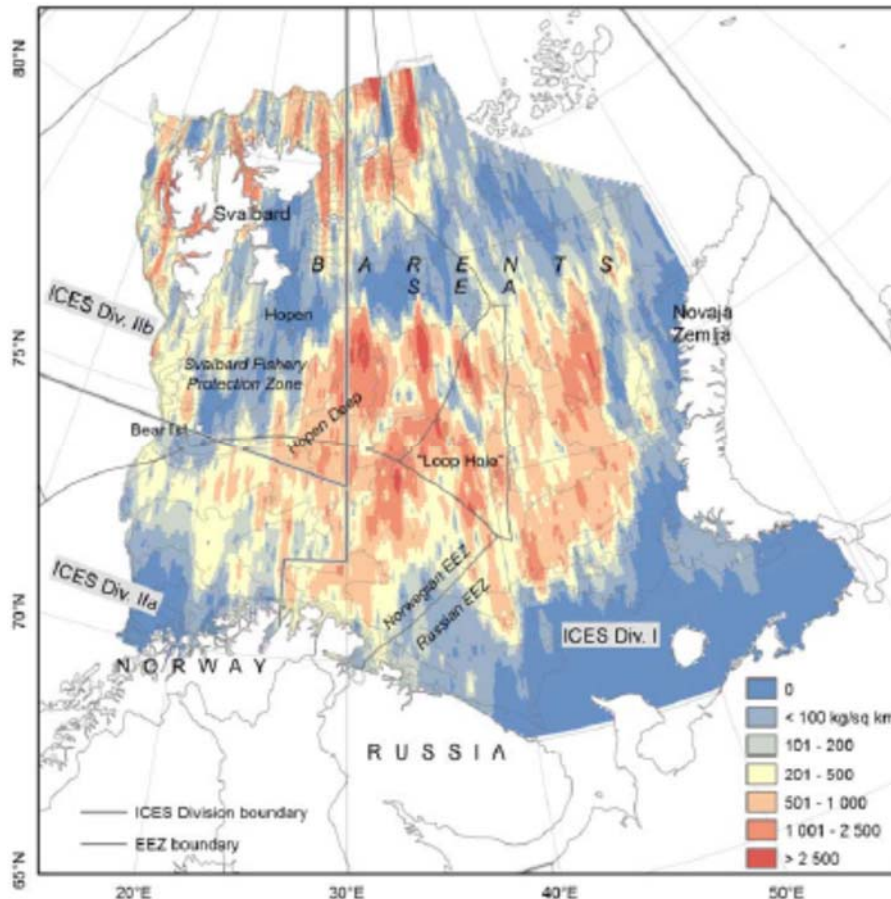 80°N
75°N
70°N
65°N
Svalbard
B A R E N T S
S E A
ICES Div. IIb
Hopen
Novaja
Zemlja
Svalbard Fishery
Protection Zone
Hopen Deep
"Loop Hole"
Norwegian EEZ
Russian EEZ
ICES Div. IIa
ICES Div. I
N O R W A Y
R U S S I A
0
< 100 kg/sq km
101 - 200
201 - 500
501 - 1 000
1 001 - 2 500
> 2 500
ICES Division boundary
EEZ boundary
20°E
30°E
40°E
50°E